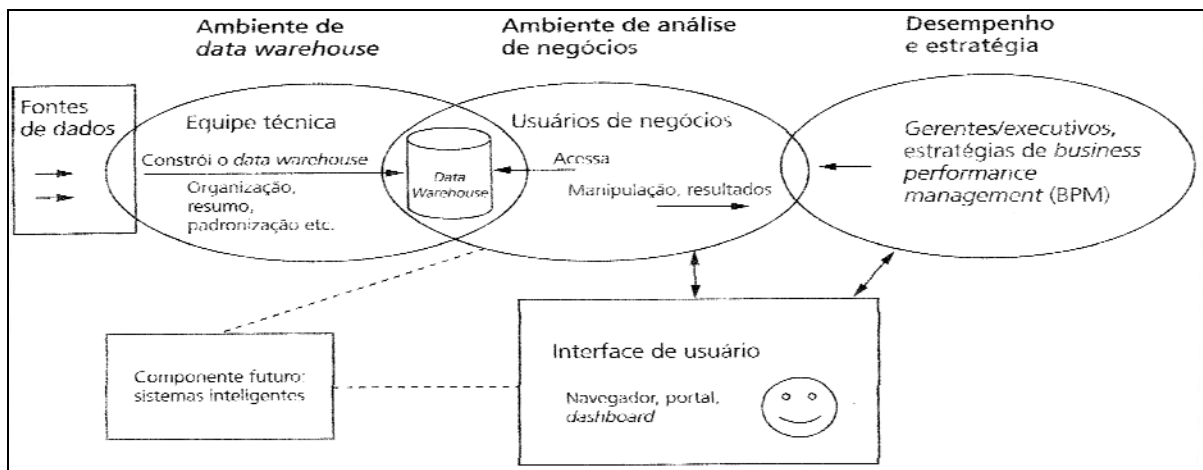 Ambiente de
data warehouse
Ambiente de análise
de negócios
Desempenho
e estratégia
Fontes
de dados
Equipe técnica
Constrói o data warehouse
Organização,
resumo,
padronização etc.
Data
Warehouse
Usuários de negócios
Acessa
Manipulação, resultados
Gerentes/executivos,
estratégias de business
performance
management (BPM)
Componente futuro:
sistemas inteligentes
Interface de usuário
Navegador, portal,
dashboard